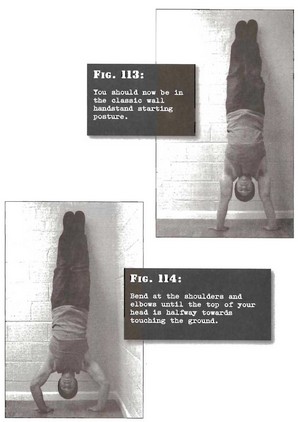 FIG. 113:
You should now be in
the classic wall
handstand starting
posture.
FIG. 114:
Bend at the shoulders and
elbows until the top of your
head is halfway towards
touching the ground.